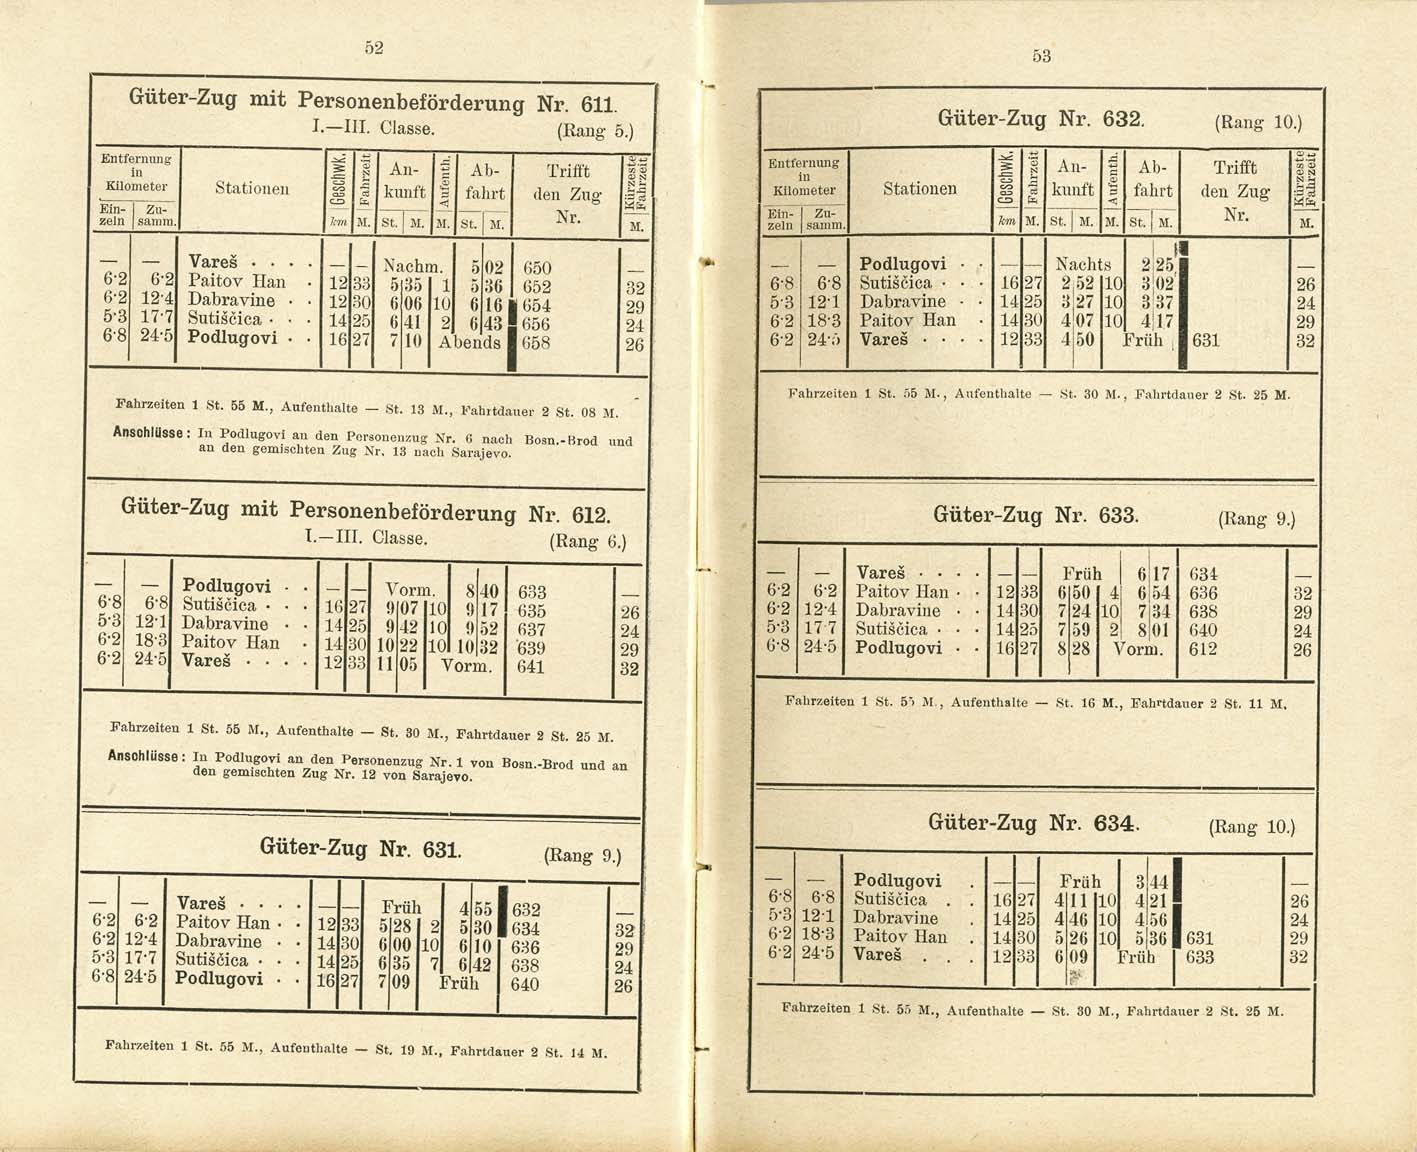 52
Güter-Zug mit Personenbeförderung Nr. 611.
I.—III. Classe. (Rang 5.)
Entfernung in Kilometer | Stationen | Geschwk. | Fahrzeit | Ankunft | Aufenth. | Abfahrt | Trifft den Zug Nr. | Kürzeste Fahrzeit
Einzeln | Zusamm. | km | M. | St. | M. | M. | St. | M. | M.
— — Vareš . . . . — — Nachm. 5 02 650 —
6·2 6·2 Paitov Han . 12 33 5 35 1 5 36 652 32
6·2 12·4 Dabravine . . 12 30 6 06 10 6 16 654 29
5·3 17·7 Sutiščica . . . 14 25 6 41 2 6 43 656 24
6·8 24·5 Podlugovi . . 16 27 7 10 Abends 658 26
Fahrzeiten 1 St. 55 M., Aufenthalte — St. 13 M., Fahrtdauer 2 St. 08 M.
Anschlüsse: In Podlugovi an den Personenzug Nr. 6 nach Bosn.-Brod und
an den gemischten Zug Nr. 13 nach Sarajevo.
Güter-Zug mit Personenbeförderung Nr. 612.
I.—III. Classe. (Rang 6.)
— — Podlugovi . . — — Vorm. 8 40 633 —
6·8 6·8 Sutiščica . . . 16 27 9 07 10 9 17 635 26
5·3 12·1 Dabravine . . 14 25 9 42 10 9 52 637 24
6·2 18·3 Paitov Han . 14 30 10 22 10 10 32 639 29
6·2 24·5 Vareš . . . . 12 33 11 05 Vorm. 641 32
Fahrzeiten 1 St. 55 M., Aufenthalte — St. 30 M., Fahrtdauer 2 St. 25 M.
Anschlüsse: In Podlugovi an den Personenzug Nr. 1 von Bosn.-Brod und an
den gemischten Zug Nr. 12 von Sarajevo.
Güter-Zug Nr. 631. (Rang 9.)
— — Vareš . . . . — — Früh 4 55 632 —
6·2 6·2 Paitov Han . . 12 33 5 28 2 5 30 634 32
6·2 12·4 Dabravine . . 14 30 6 00 10 6 10 636 29
5·3 17·7 Sutiščica . . . 14 25 6 35 7 6 42 638 24
6·8 24·5 Podlugovi . . 16 27 7 09 Früh 640 26
Fahrzeiten 1 St. 55 M., Aufenthalte — St. 19 M., Fahrtdauer 2 St. 14 M.
53
Güter-Zug Nr. 632. (Rang 10.)
Entfernung in Kilometer | Stationen | Geschwk. | Fahrzeit | Ankunft | Aufenth. | Abfahrt | Trifft den Zug Nr. | Kürzeste Fahrzeit
Einzeln | Zusamm. | km | M. | St. | M. | M. | St. | M. | M.
— — Podlugovi . . — — Nachts 2 25 —
6·8 6·8 Sutiščica . . . 16 27 2 52 10 3 02 26
5·3 12·1 Dabravine . . 14 25 3 27 10 3 37 24
6·2 18·3 Paitov Han . 14 30 4 07 10 4 17 29
6·2 24·5 Vareš . . . . 12 33 4 50 Früh 631 32
Fahrzeiten 1 St. 55 M., Aufenthalte — St. 30 M., Fahrtdauer 2 St. 25 M.
Güter-Zug Nr. 633. (Rang 9.)
— — Vareš . . . . — — Früh 6 17 634 —
6·2 6·2 Paitov Han . . 12 33 6 50 4 6 54 636 32
6·2 12·4 Dabravine . . 14 30 7 24 10 7 34 638 29
5·3 17·7 Sutiščica . . . 14 25 7 59 2 8 01 640 24
6·8 24·5 Podlugovi . . 16 27 8 28 Vorm. 612 26
Fahrzeiten 1 St. 55 M., Aufenthalte — St. 16 M., Fahrtdauer 2 St. 11 M.
Güter-Zug Nr. 634. (Rang 10.)
— — Podlugovi . — — Früh 3 44 —
6·8 6·8 Sutiščica . . 16 27 4 11 10 4 21 26
5·3 12·1 Dabravine . 14 25 4 46 10 4 56 24
6·2 18·3 Paitov Han . 14 30 5 26 10 5 36 631 29
6·2 24·5 Vareš . . . 12 33 6 09 Früh 633 32
Fahrzeiten 1 St. 55 M., Aufenthalte — St. 30 M., Fahrtdauer 2 St. 25 M.